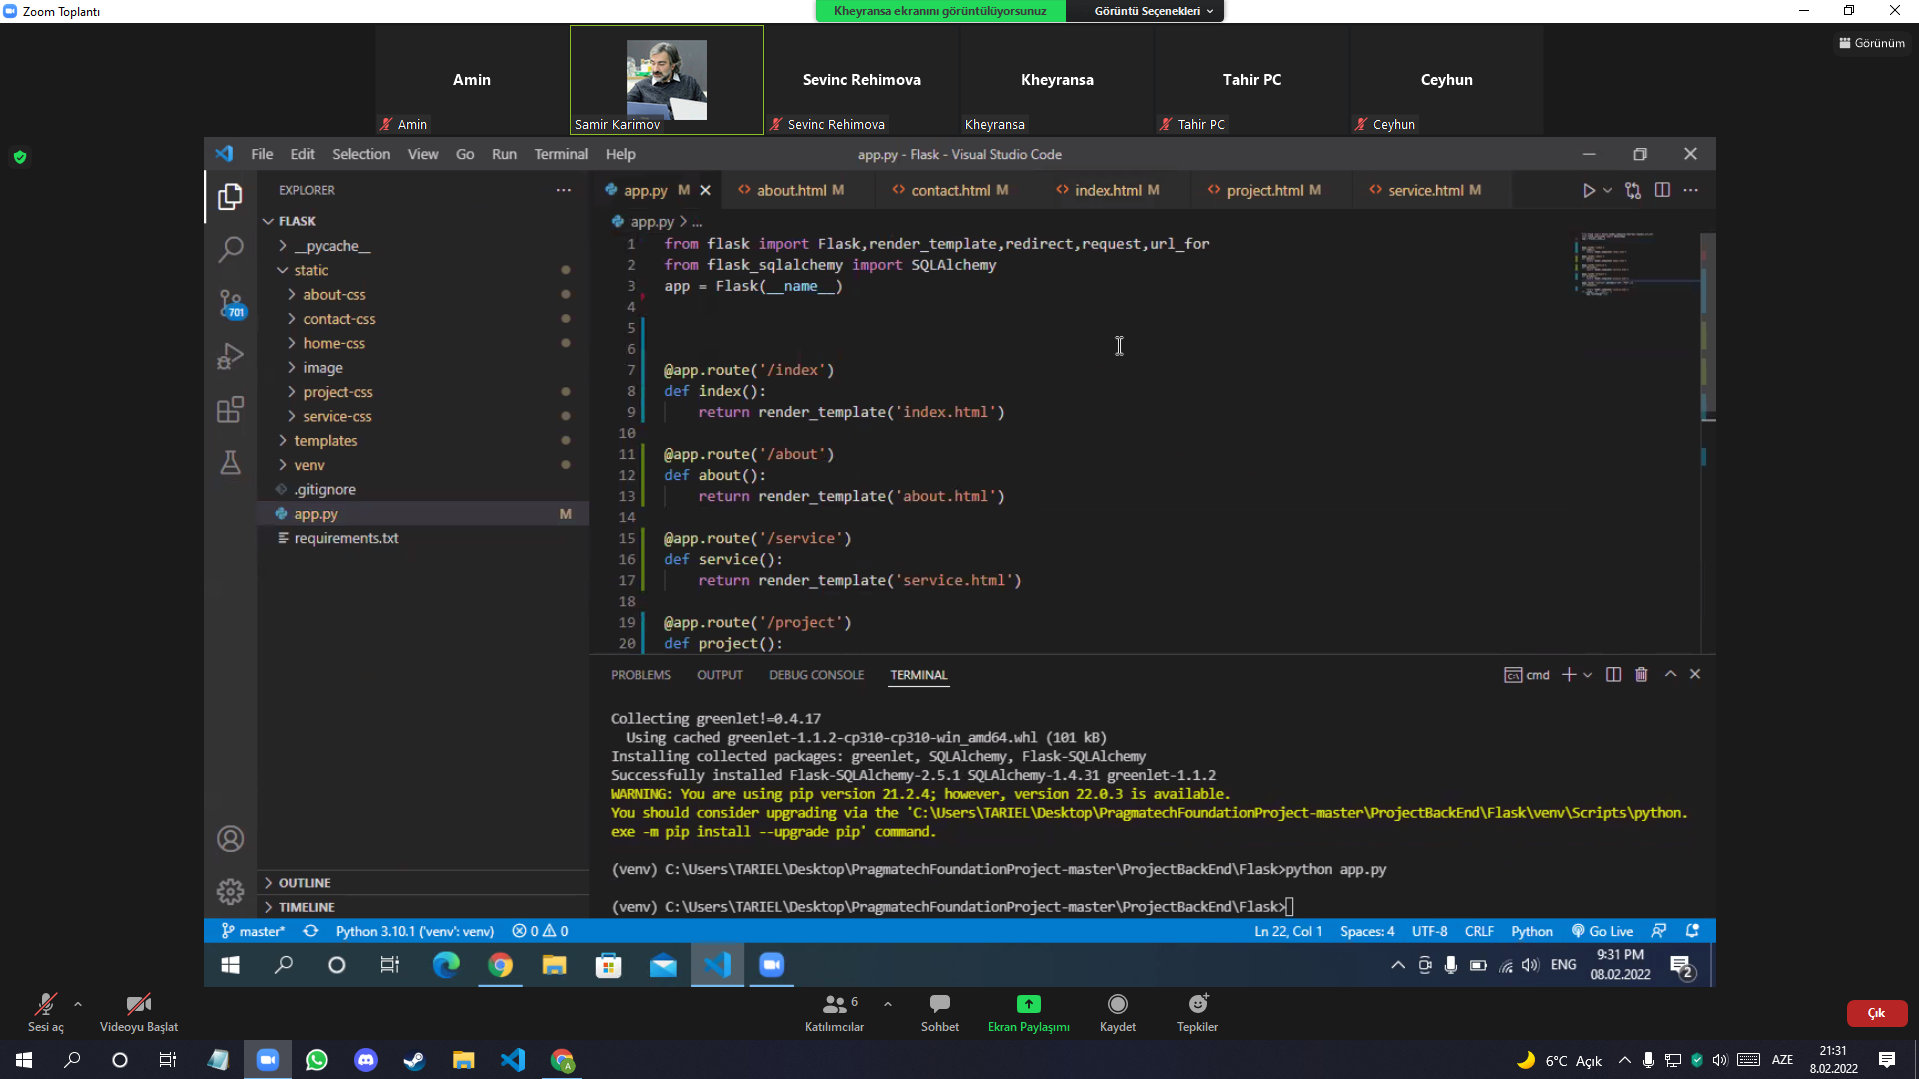 Zoom Toplantı
Kheyransa ekranını görüntülüyorsunuz
Görüntü Seçenekleri
Görünüm
Amin
Sevinc Rehimova
Kheyransa
Tahir PC
Ceyhun
Amin
Samir Karimov
Sevinc Rehimova
Kheyransa
Tahir PC
Ceyhun
File Edit Selection View Go Run Terminal Help
app.py - Flask - Visual Studio Code
EXPLORER
FLASK
__pycache__
static
about-css
contact-css
home-css
image
project-css
service-css
templates
venv
.gitignore
app.py M
requirements.txt
OUTLINE
TIMELINE
701
app.py M
about.html M
contact.html M
index.html M
project.html M
service.html M
app.py > ...
1 from flask import Flask,render_template,redirect,request,url_for
2 from flask_sqlalchemy import SQLAlchemy
3 app = Flask(__name__)
4
5
6
7 @app.route('/index')
8 def index():
9 return render_template('index.html')
10
11 @app.route('/about')
12 def about():
13 return render_template('about.html')
14
15 @app.route('/service')
16 def service():
17 return render_template('service.html')
18
19 @app.route('/project')
20 def project():
PROBLEMS OUTPUT DEBUG CONSOLE TERMINAL
cmd
Collecting greenlet!=0.4.17
Using cached greenlet-1.1.2-cp310-cp310-win_amd64.whl (101 kB)
Installing collected packages: greenlet, SQLAlchemy, Flask-SQLAlchemy
Successfully installed Flask-SQLAlchemy-2.5.1 SQLAlchemy-1.4.31 greenlet-1.1.2
WARNING: You are using pip version 21.2.4; however, version 22.0.3 is available.
You should consider upgrading via the 'C:\Users\TARIEL\Desktop\PragmatechFoundationProject-master\ProjectBackEnd\Flask\venv\Scripts\python.
exe -m pip install --upgrade pip' command.
(venv) C:\Users\TARIEL\Desktop\PragmatechFoundationProject-master\ProjectBackEnd\Flask>python app.py
(venv) C:\Users\TARIEL\Desktop\PragmatechFoundationProject-master\ProjectBackEnd\Flask>
master* Python 3.10.1 ('venv': venv) 0 0
Ln 22, Col 1 Spaces: 4 UTF-8 CRLF Python Go Live
ENG
9:31 PM
08.02.2022
2
Sesi aç
Videoyu Başlat
6
Katılımcılar
Sohbet
Ekran Paylaşımı
Kaydet
Tepkiler
Çık
6°C Açık
AZE
21:31
8.02.2022